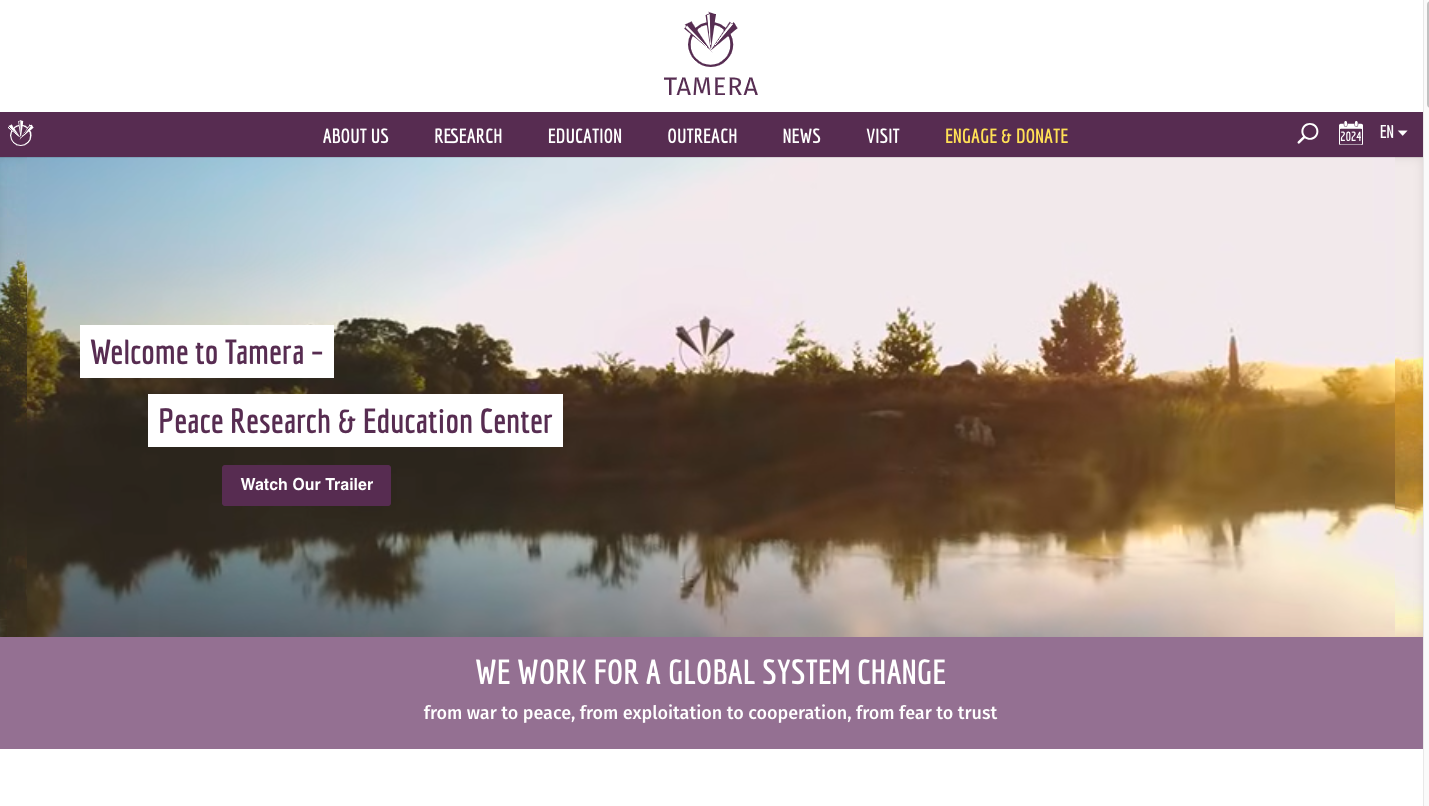 TAMERA
ABOUT US RESEARCH EDUCATION OUTREACH NEWS VISIT ENGAGE & DONATE 2024 EN
Welcome to Tamera –
Peace Research & Education Center
Watch Our Trailer
WE WORK FOR A GLOBAL SYSTEM CHANGE
from war to peace, from exploitation to cooperation, from fear to trust